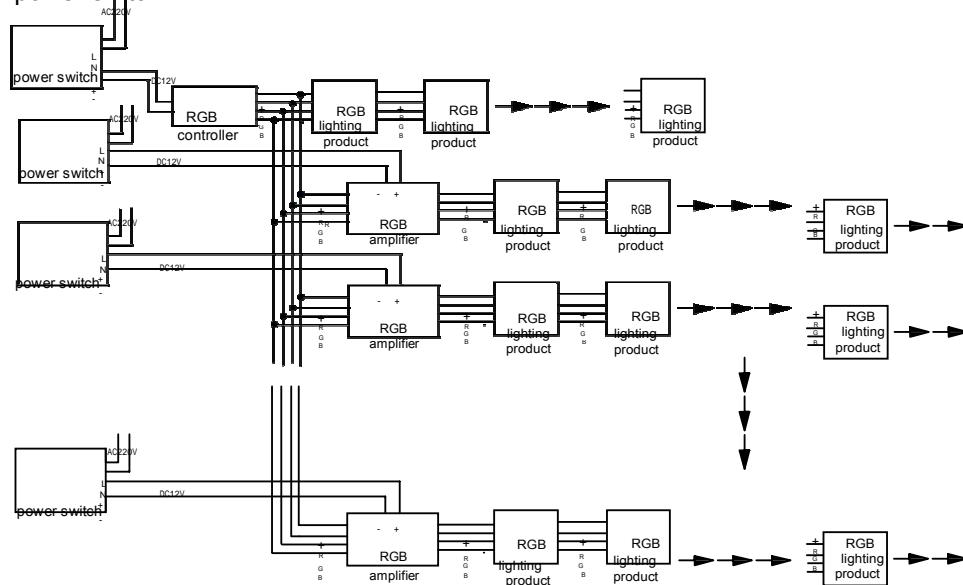 AC220V
L
N
+
-
power switch
DC12V
RGB
controller
+
R
G
B
RGB
lighting
product
+
R
G
B
RGB
lighting
product
+
R
G
B
RGB
lighting
product
AC220V
L
N
+
-
power switch
DC12V
- +
+
R
R
G
B
RGB
amplifier
+
R
G
B
RGB
lighting
product
+
R
G
B
RGB
lighting
product
+
R
G
B
RGB
lighting
product
AC220V
L
N
+
-
power switch
DC12V
- +
+
R
G
B
RGB
amplifier
+
R
G
B
RGB
lighting
product
+
R
G
B
RGB
lighting
product
+
R
G
B
RGB
lighting
product
AC220V
L
N
+
-
power switch
DC12V
- +
+
R
G
B
RGB
amplifier
+
R
G
B
RGB
lighting
product
+
R
G
B
RGB
lighting
product
+
R
G
B
RGB
lighting
product